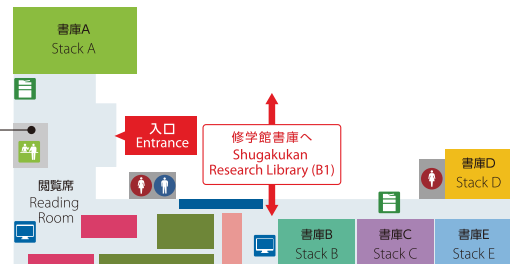 書庫A
Stack A
入口
Entrance
修学館書庫へ
Shugakukan
Research Library (B1)
閲覧席
Reading
Room
書庫D
Stack D
書庫B
Stack B
書庫C
Stack C
書庫E
Stack E